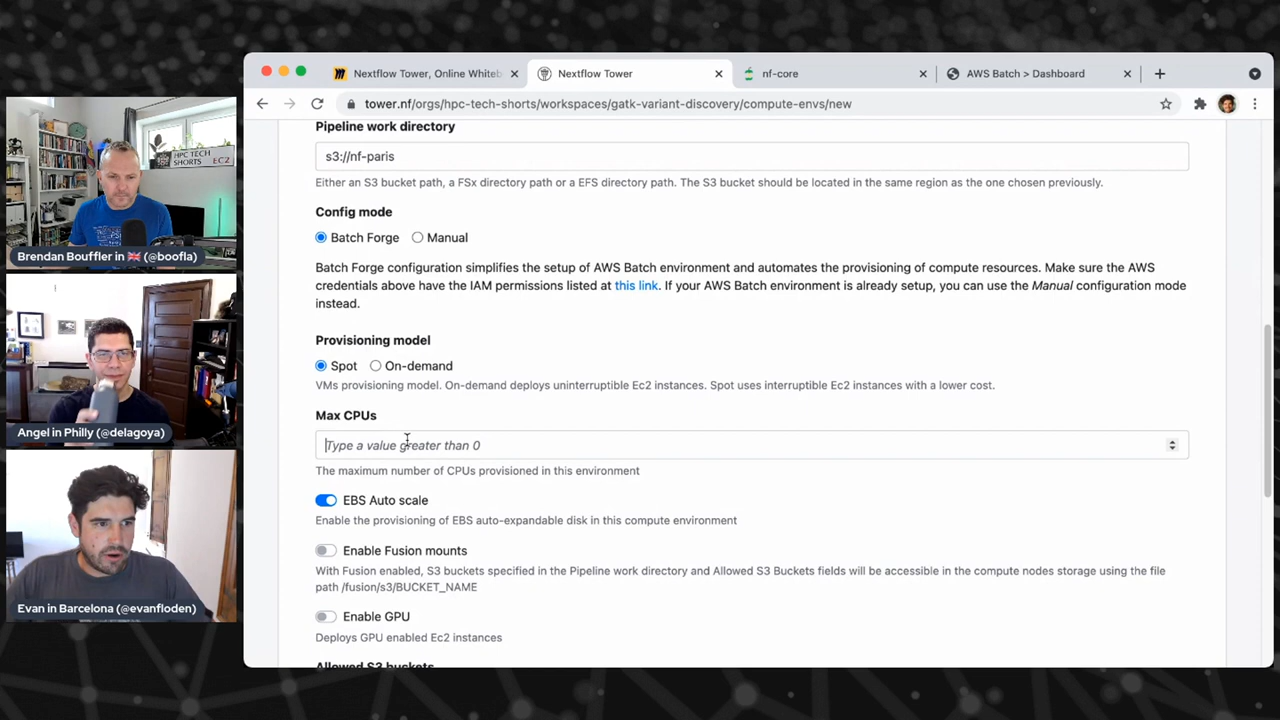 Nextflow Tower, Online Whiteb
Nextflow Tower
nf-core
AWS Batch > Dashboard
tower.nf/orgs/hpc-tech-shorts/workspaces/gatk-variant-discovery/compute-envs/new
HPC TECH
SHORTS EC2
Brendan Bouffler in 🇬🇧 (@boofla)
Angel in Philly (@delagoya)
Evan in Barcelona (@evanfloden)
Pipeline work directory
s3://nf-paris
Either an S3 bucket path, a FSx directory path or a EFS directory path. The S3 bucket should be located in the same region as the one chosen previously.
Config mode
Batch Forge
Manual
Batch Forge configuration simplifies the setup of AWS Batch environment and automates the provisioning of compute resources. Make sure the AWS
credentials above have the IAM permissions listed at this link. If your AWS Batch environment is already setup, you can use the Manual configuration mode
instead.
Provisioning model
Spot
On-demand
VMs provisioning model. On-demand deploys uninterruptible Ec2 instances. Spot uses interruptible Ec2 instances with a lower cost.
Max CPUs
Type a value greater than 0
The maximum number of CPUs provisioned in this environment
EBS Auto scale
Enable the provisioning of EBS auto-expandable disk in this compute environment
Enable Fusion mounts
With Fusion enabled, S3 buckets specified in the Pipeline work directory and Allowed S3 Buckets fields will be accessible in the compute nodes storage using the file
path /fusion/s3/BUCKET_NAME
Enable GPU
Deploys GPU enabled Ec2 instances
Allowed S3 buckets